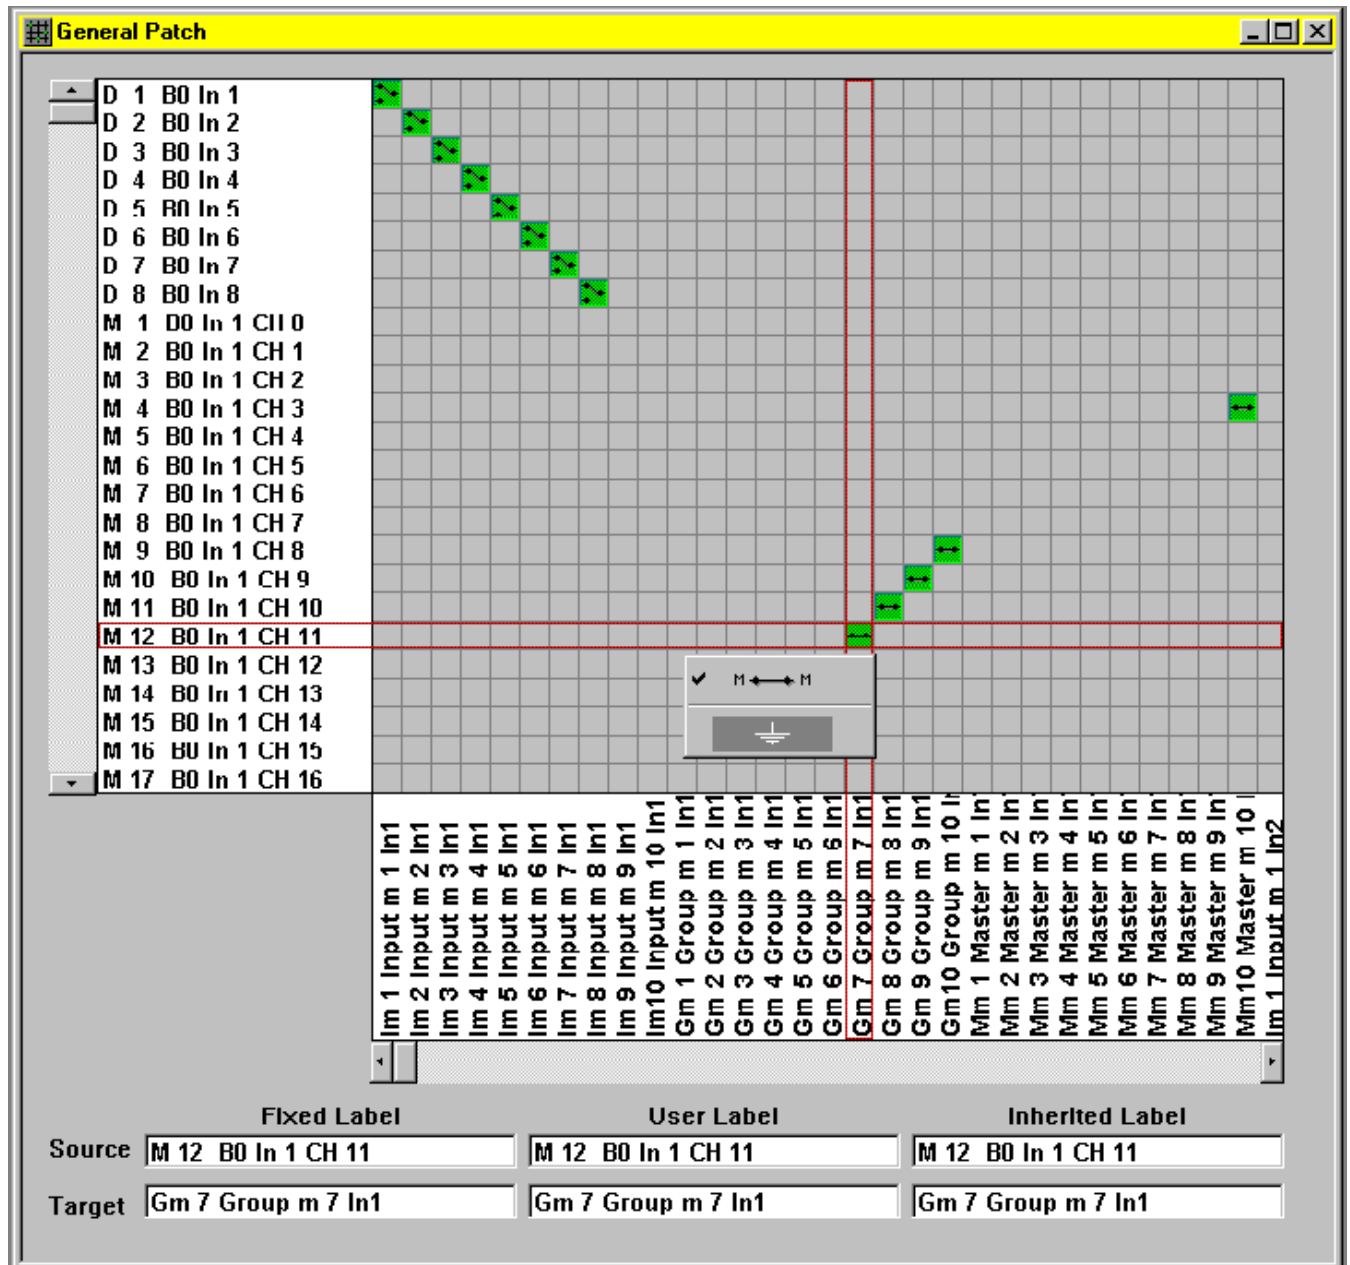 General Patch
D 1 B0 In 1
D 2 B0 In 2
D 3 B0 In 3
D 4 B0 In 4
D 5 B0 In 5
D 6 B0 In 6
D 7 B0 In 7
D 8 B0 In 8
M 1 B0 In 1 CH 0
M 2 B0 In 1 CH 1
M 3 B0 In 1 CH 2
M 4 B0 In 1 CH 3
M 5 B0 In 1 CH 4
M 6 B0 In 1 CH 5
M 7 B0 In 1 CH 6
M 8 B0 In 1 CH 7
M 9 B0 In 1 CH 8
M 10 B0 In 1 CH 9
M 11 B0 In 1 CH 10
M 12 B0 In 1 CH 11
M 13 B0 In 1 CH 12
M 14 B0 In 1 CH 13
M 15 B0 In 1 CH 14
M 16 B0 In 1 CH 15
M 17 B0 In 1 CH 16
M M
Im 1 Input m 1 In1
Im 2 Input m 2 In1
Im 3 Input m 3 In1
Im 4 Input m 4 In1
Im 5 Input m 5 In1
Im 6 Input m 6 In1
Im 7 Input m 7 In1
Im 8 Input m 8 In1
Im 9 Input m 9 In1
Im10 Input m 10 In1
Gm 1 Group m 1 In1
Gm 2 Group m 2 In1
Gm 3 Group m 3 In1
Gm 4 Group m 4 In1
Gm 5 Group m 5 In1
Gm 6 Group m 6 In1
Gm 7 Group m 7 In1
Gm 8 Group m 8 In1
Gm 9 Group m 9 In1
Gm10 Group m 10 In
Mm 1 Master m 1 In
Mm 2 Master m 2 In
Mm 3 Master m 3 In
Mm 4 Master m 4 In
Mm 5 Master m 5 In
Mm 6 Master m 6 In
Mm 7 Master m 7 In
Mm 8 Master m 8 In
Mm 9 Master m 9 In
Mm10 Master m 10 I
Im 1 Input m 1 In2
Fixed Label User Label Inherited Label
Source M 12 B0 In 1 CH 11 M 12 B0 In 1 CH 11 M 12 B0 In 1 CH 11
Target Gm 7 Group m 7 In1 Gm 7 Group m 7 In1 Gm 7 Group m 7 In1